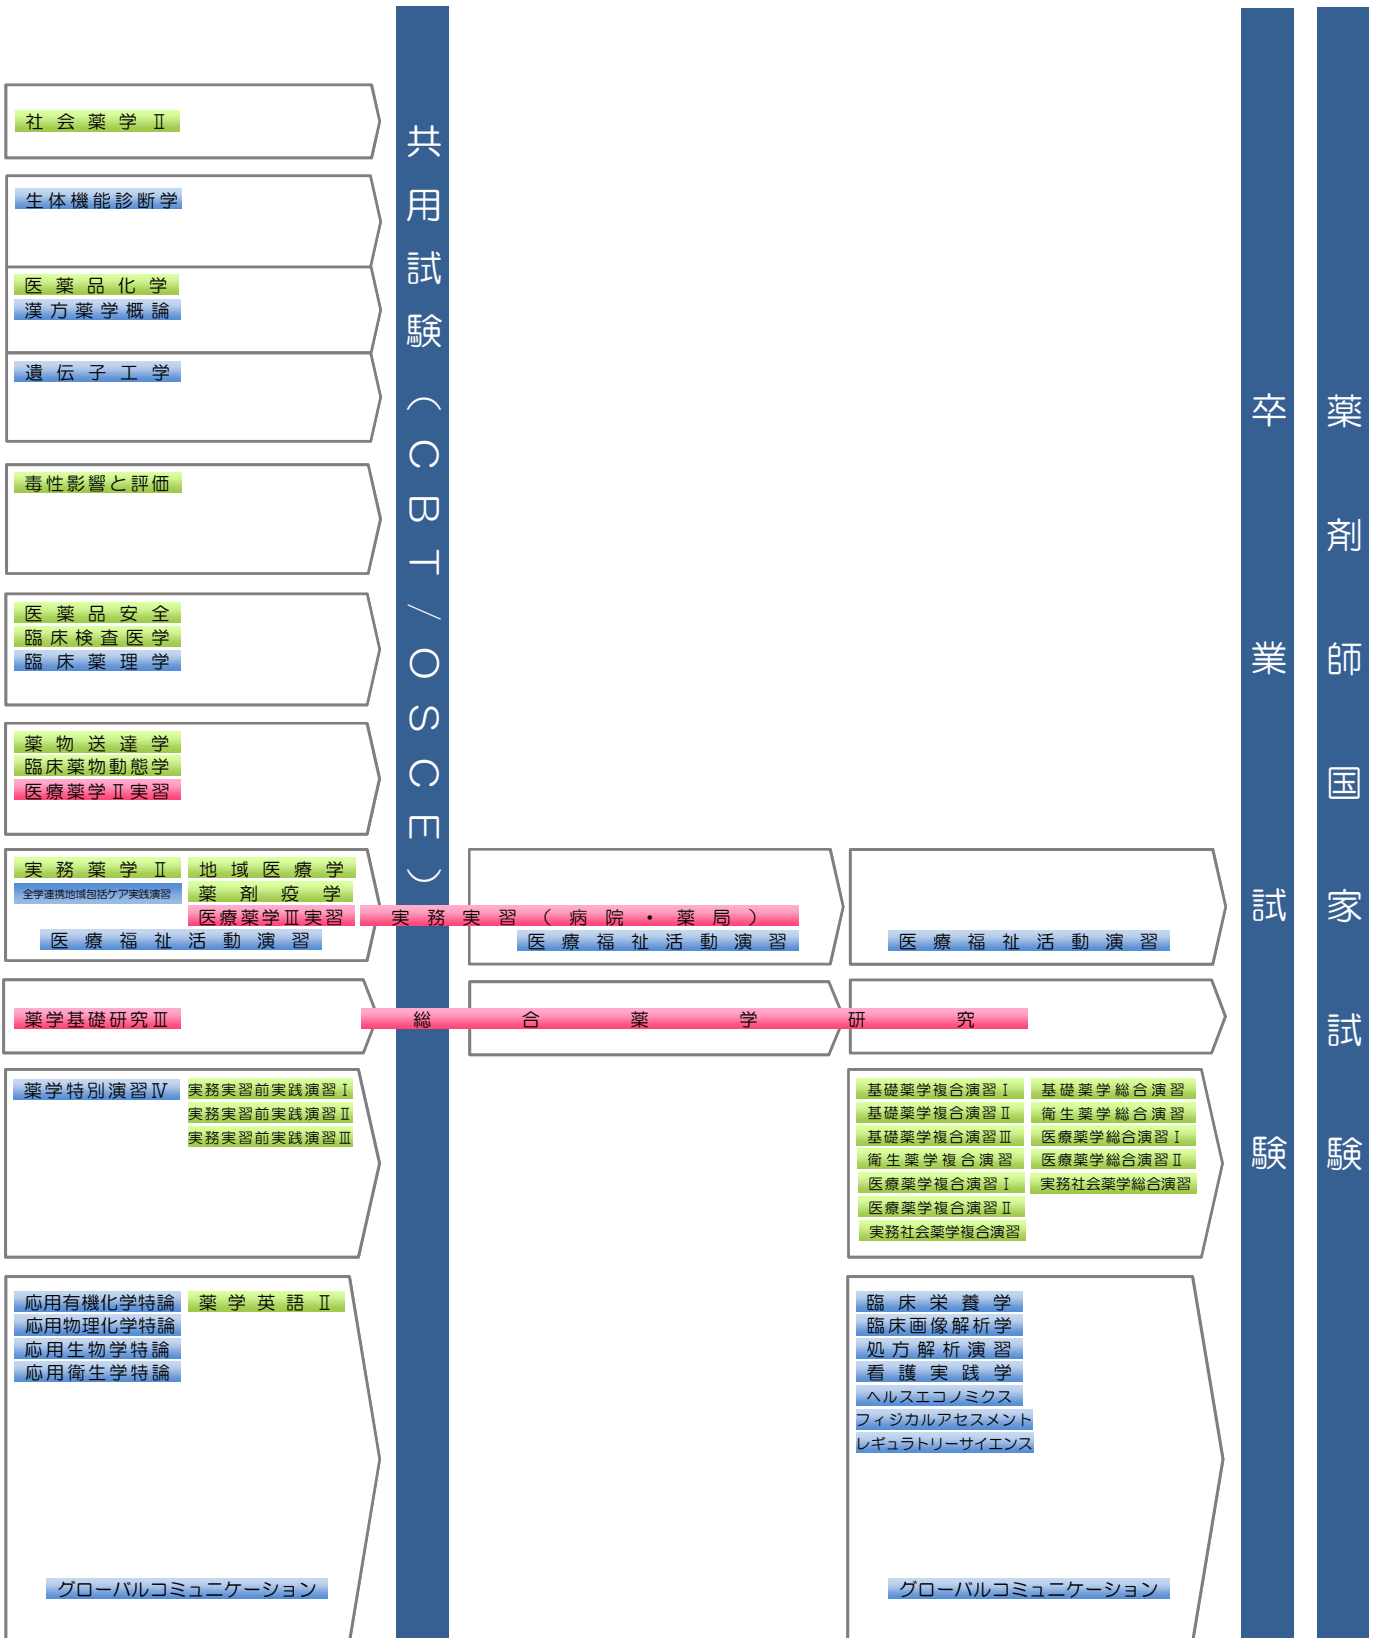 社会薬学Ⅱ
生体機能診断学
医薬品化学
漢方薬学概論
遺伝子工学
毒性影響と評価
医薬品安全
臨床検査医学
臨床薬理学
薬物送達学
臨床薬物動態学
医療薬学Ⅱ実習
実務薬学Ⅱ
地域医療学
全学連携地域包括ケア実践演習
薬剤疫学
医療薬学Ⅲ実習
医療福祉活動演習
薬学基礎研究Ⅲ
薬学特別演習Ⅳ
実務実習前実践演習Ⅰ
実務実習前実践演習Ⅱ
実務実習前実践演習Ⅲ
応用有機化学特論
薬学英語Ⅱ
応用物理化学特論
応用生物学特論
応用衛生学特論
グローバルコミュニケーション
共用試験（CBT/OSCE）
実務実習（病院・薬局）
医療福祉活動演習
総合薬学研究
医療福祉活動演習
基礎薬学複合演習Ⅰ
基礎薬学総合演習
基礎薬学複合演習Ⅱ
衛生薬学総合演習
基礎薬学複合演習Ⅲ
医療薬学総合演習Ⅰ
衛生薬学複合演習
医療薬学総合演習Ⅱ
医療薬学複合演習Ⅰ
実務社会薬学総合演習
医療薬学複合演習Ⅱ
実務社会薬学複合演習
臨床栄養学
臨床画像解析学
処方解析演習
看護実践学
ヘルスエコノミクス
フィジカルアセスメント
レギュラトリーサイエンス
グローバルコミュニケーション
卒業試験
薬剤師国家試験